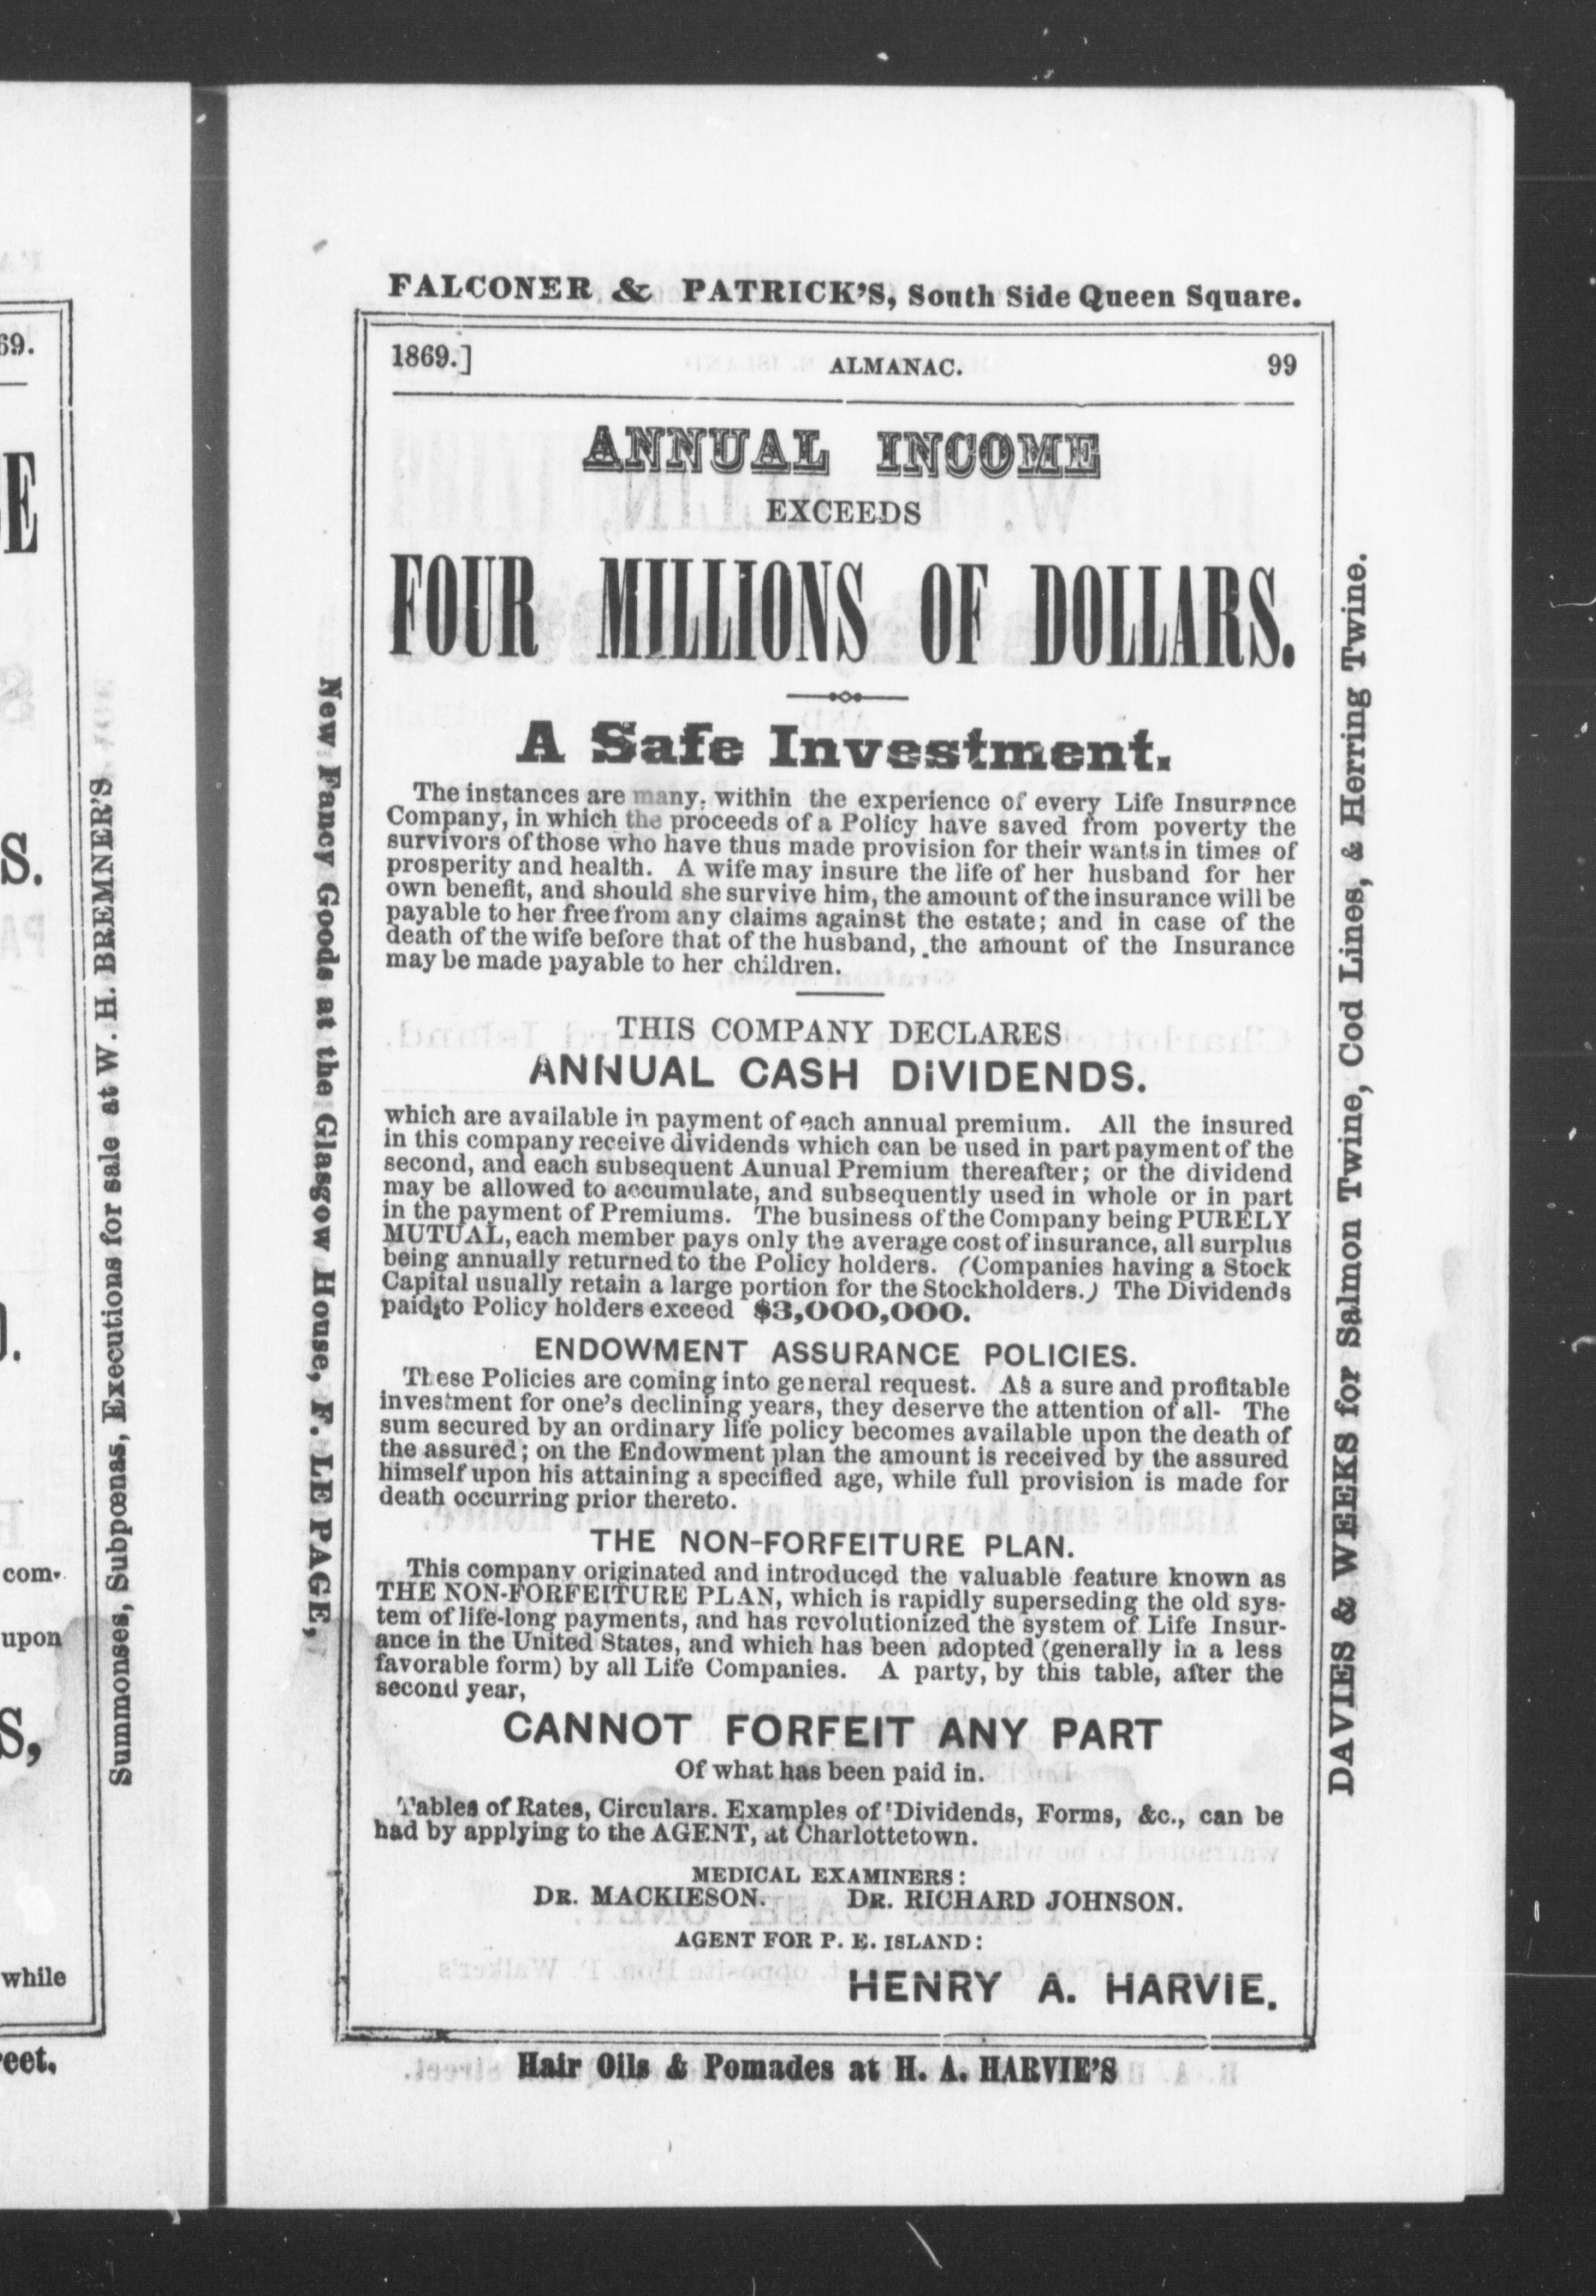 69.
E
S.
com-
upon
S,
while
reet,
Summonses, Subpœnas, Executions for sale at W. H. BREMNER'S
FALCONER & PATRICK'S, South Side Queen Square.
New Fancy Goods at the Glasgow House, F. LE PAGE,
1869.] ALMANAC. 99
ANNUAL INCOME
EXCEEDS
FOUR MILLIONS OF DOLLARS.
A Safe Investment.
The instances are many, within the experience of every Life Insurance
Company, in which the proceeds of a Policy have saved from poverty the
survivors of those who have thus made provision for their wants in times of
prosperity and health. A wife may insure the life of her husband for her
own benefit, and should she survive him, the amount of the insurance will be
payable to her free from any claims against the estate; and in case of the
death of the wife before that of the husband, the amount of the Insurance
may be made payable to her children.
THIS COMPANY DECLARES
ANNUAL CASH DIVIDENDS.
which are available in payment of each annual premium. All the insured
in this company receive dividends which can be used in part payment of the
second, and each subsequent Aunual Premium thereafter; or the dividend
may be allowed to accumulate, and subsequently used in whole or in part
in the payment of Premiums. The business of the Company being PURELY
MUTUAL, each member pays only the average cost of insurance, all surplus
being annually returned to the Policy holders. (Companies having a Stock
Capital usually retain a large portion for the Stockholders.) The Dividends
paid to Policy holders exceed $3,000,000.
ENDOWMENT ASSURANCE POLICIES.
These Policies are coming into general request. As a sure and profitable
investment for one's declining years, they deserve the attention of all- The
sum secured by an ordinary life policy becomes available upon the death of
the assured; on the Endowment plan the amount is received by the assured
himself upon his attaining a specified age, while full provision is made for
death occurring prior thereto.
THE NON-FORFEITURE PLAN.
This company originated and introduced the valuable feature known as
THE NON-FORFEITURE PLAN, which is rapidly superseding the old sys-
tem of life-long payments, and has revolutionized the system of Life Insur-
ance in the United States, and which has been adopted (generally in a less
favorable form) by all Life Companies. A party, by this table, after the
second year,
CANNOT FORFEIT ANY PART
Of what has been paid in.
Tables of Rates, Circulars. Examples of Dividends, Forms, &c., can be
had by applying to the AGENT, at Charlottetown.
MEDICAL EXAMINERS:
DR. MACKIESON. DR. RICHARD JOHNSON.
AGENT FOR P. E. ISLAND:
HENRY A. HARVIE.
DAVIES & WEEKS for Salmon Twine, Cod Lines, & Herring Twine.
Hair Oils & Pomades at H. A. HARVIE'S